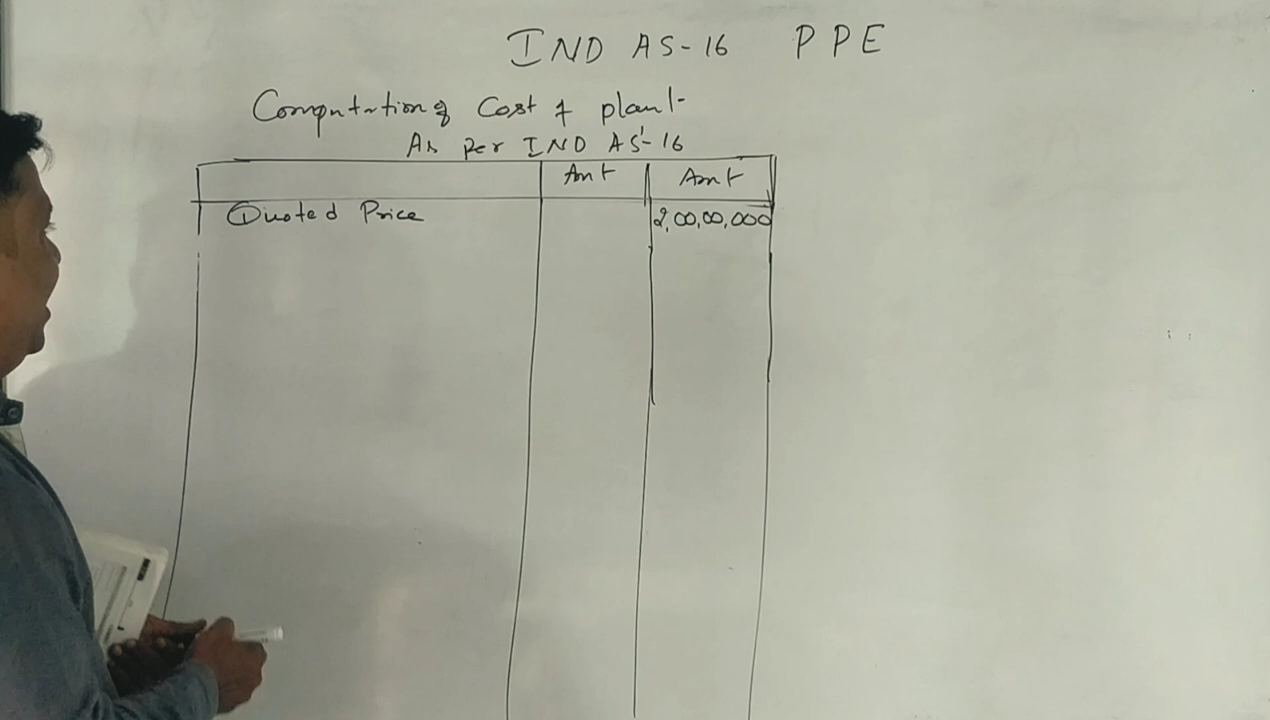 IND AS-16 PPE
Computation of Cost of plant
As Per IND AS-16
Amt Amt
Quoted Price 2,00,00,000